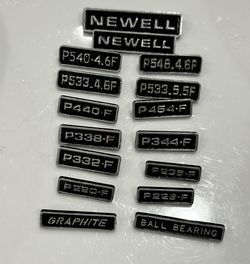 NEWELL
NEWELL
P540·4.6F
P548·4.6F
P533·4.6F
P533·5.5F
P440·F
P454·F
P338·F
P344·F
P332·F
GRAPHITE
BALL BEARING